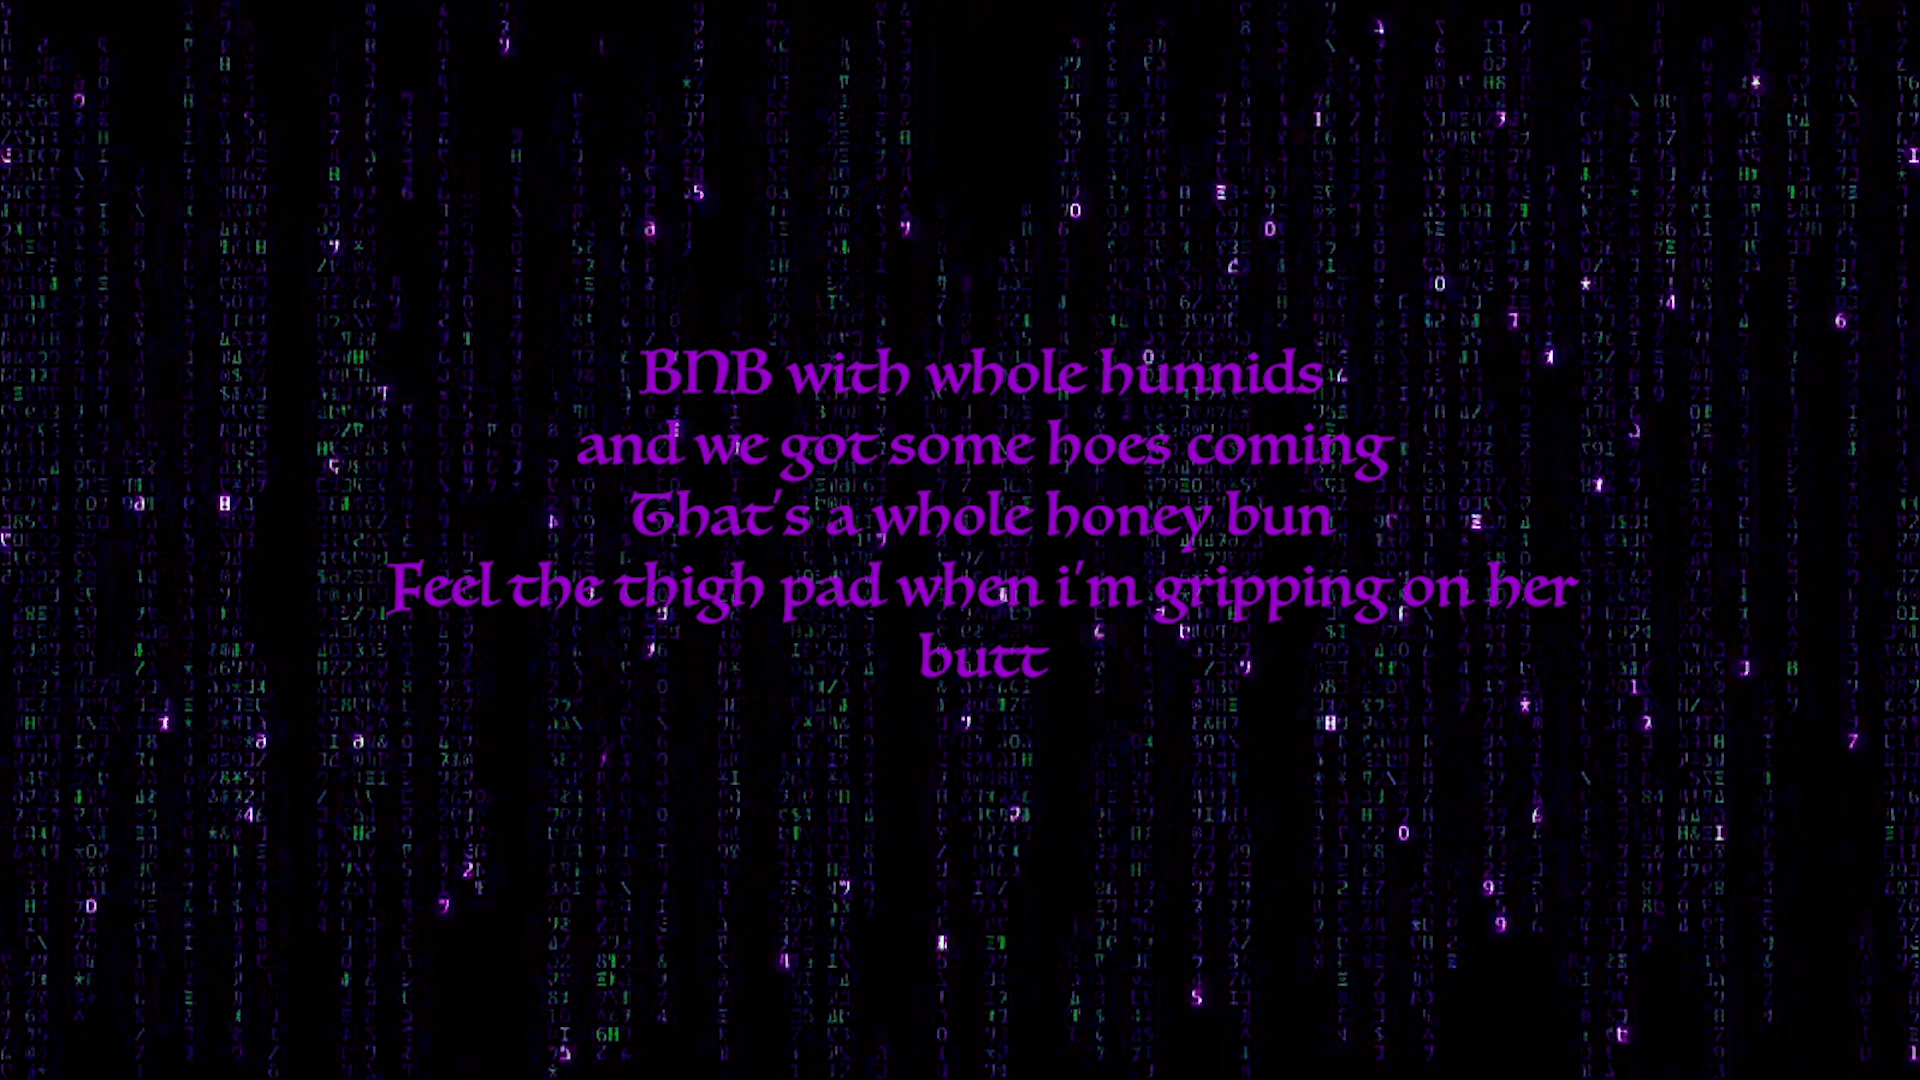 BNB with whole hunnids
and we got some hoes coming
That's a whole honey bun
Feel the thigh pad when i'm gripping on her
butt